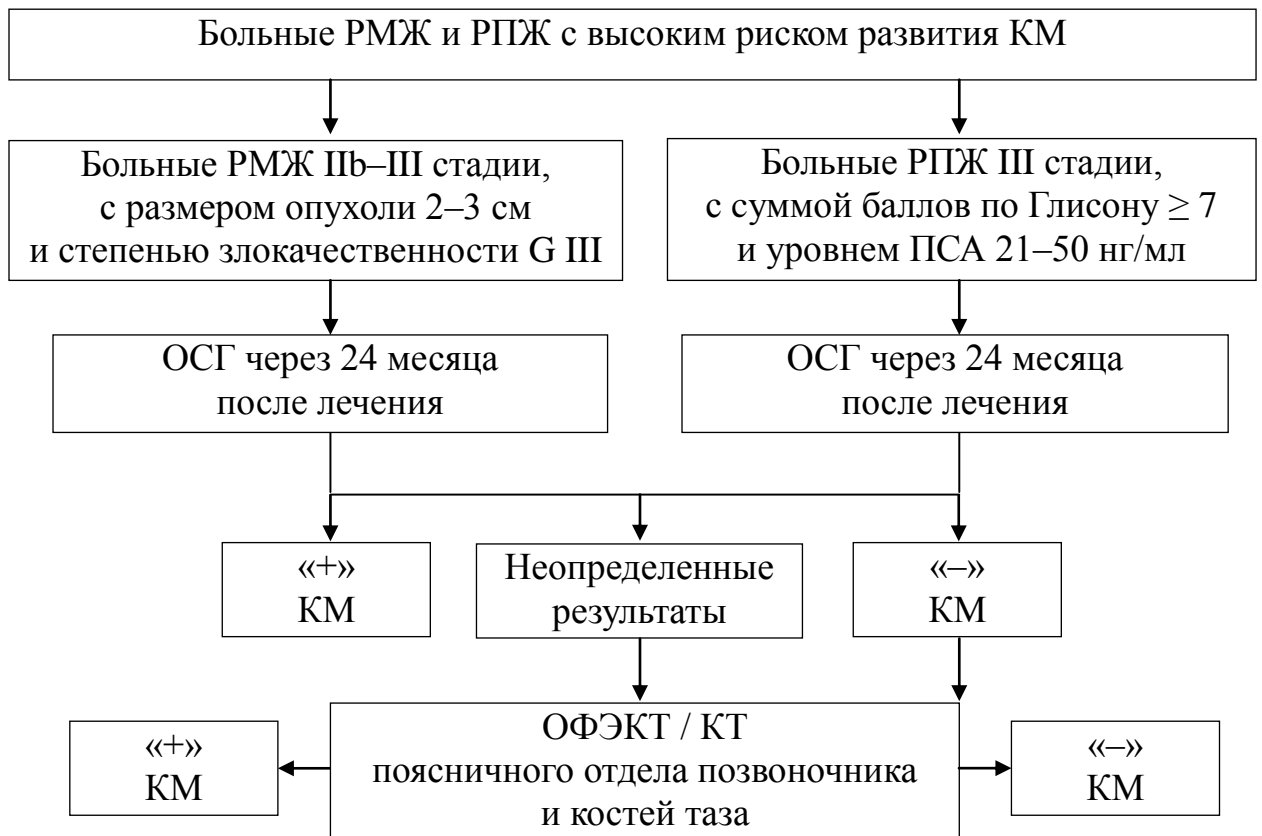 Больные РМЖ и РПЖ с высоким риском развития КМ
Больные РМЖ IIb–III стадии,
с размером опухоли 2–3 см
и степенью злокачественности G III
Больные РПЖ III стадии,
с суммой баллов по Глисону ≥ 7
и уровнем ПСА 21–50 нг/мл
ОСГ через 24 месяца
после лечения
ОСГ через 24 месяца
после лечения
«+»
КМ
Неопределенные
результаты
«–»
КМ
«+»
КМ
ОФЭКТ / КТ
поясничного отдела позвоночника
и костей таза
«–»
КМ